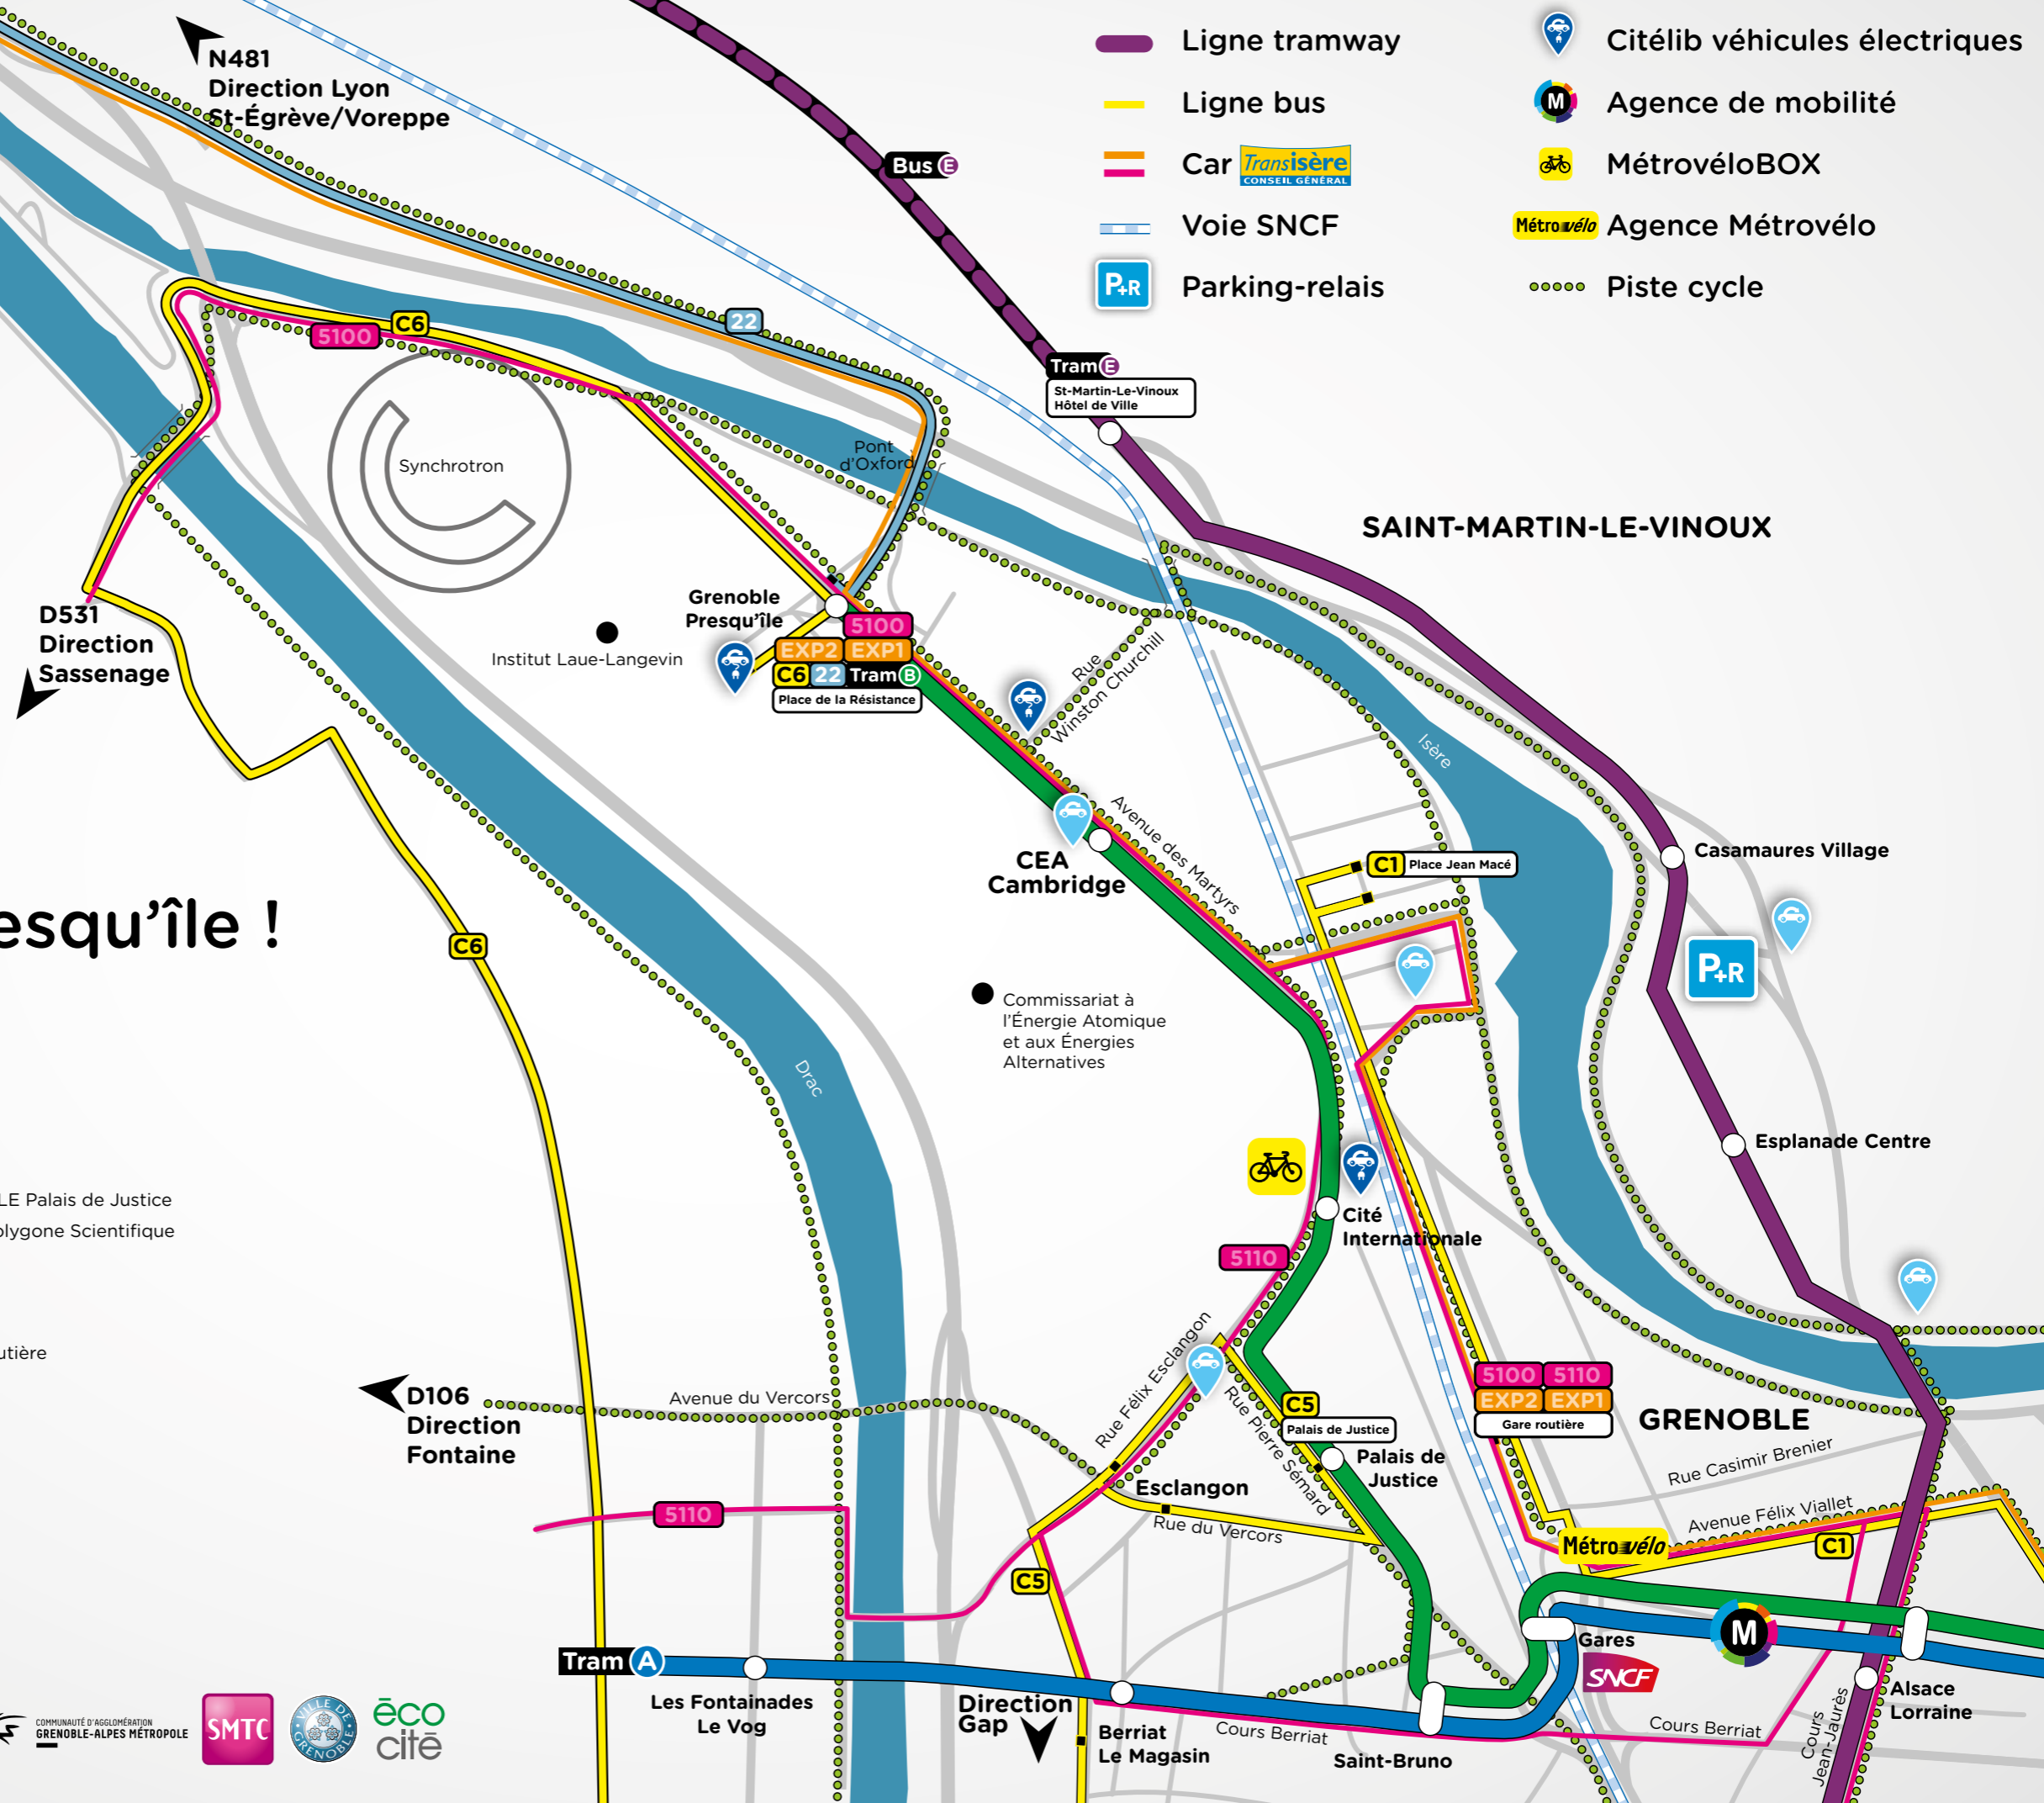 N481
Direction Lyon
St-Égrève/Voreppe
Ligne tramway
Ligne bus
Car Transisère
CONSEIL GÉNÉRAL
Voie SNCF
P+R Parking-relais
Citélib véhicules électriques
M Agence de mobilité
MétrovéloBOX
Métrovélo Agence Métrovélo
Piste cycle
Bus E
22
C6
5100
Tram E
St-Martin-Le-Vinoux
Hôtel de Ville
Synchrotron
Pont
d'Oxford
SAINT-MARTIN-LE-VINOUX
D531
Direction
Sassenage
Grenoble
Presqu'île
Institut Laue-Langevin
5100
EXP2 EXP1
C6 22 Tram B
Place de la Résistance
Rue
Winston Churchill
Isère
CEA
Cambridge
Avenue des Martyrs
C1 Place Jean Macé
Casamaures Village
P+R
esqu'île !
C6
Commissariat à
l'Énergie Atomique
et aux Énergies
Alternatives
Drac
Esplanade Centre
LE Palais de Justice
olygone Scientifique
utière
Cité
Internationale
5110
D106
Direction
Fontaine
Avenue du Vercors
Rue Félix Esclangon
Rue Pierre Sémard
C5
Palais de Justice
Palais de
Justice
5100 5110
EXP2 EXP1
Gare routière
GRENOBLE
Rue Casimir Brenier
Esclangon
Rue du Vercors
5110
Avenue Félix Viallet
Métrovélo
C1
C5
Tram A
Les Fontainades
Le Vog
Direction
Gap
Berriat
Le Magasin
Cours Berriat
Saint-Bruno
Gares
SNCF
M
Cours Berriat
Cours
Jean-Jaurès
Alsace
Lorraine
COMMUNAUTÉ D'AGGLOMÉRATION
GRENOBLE-ALPES MÉTROPOLE
SMTC
VILLE DE GRENOBLE
éco
cité